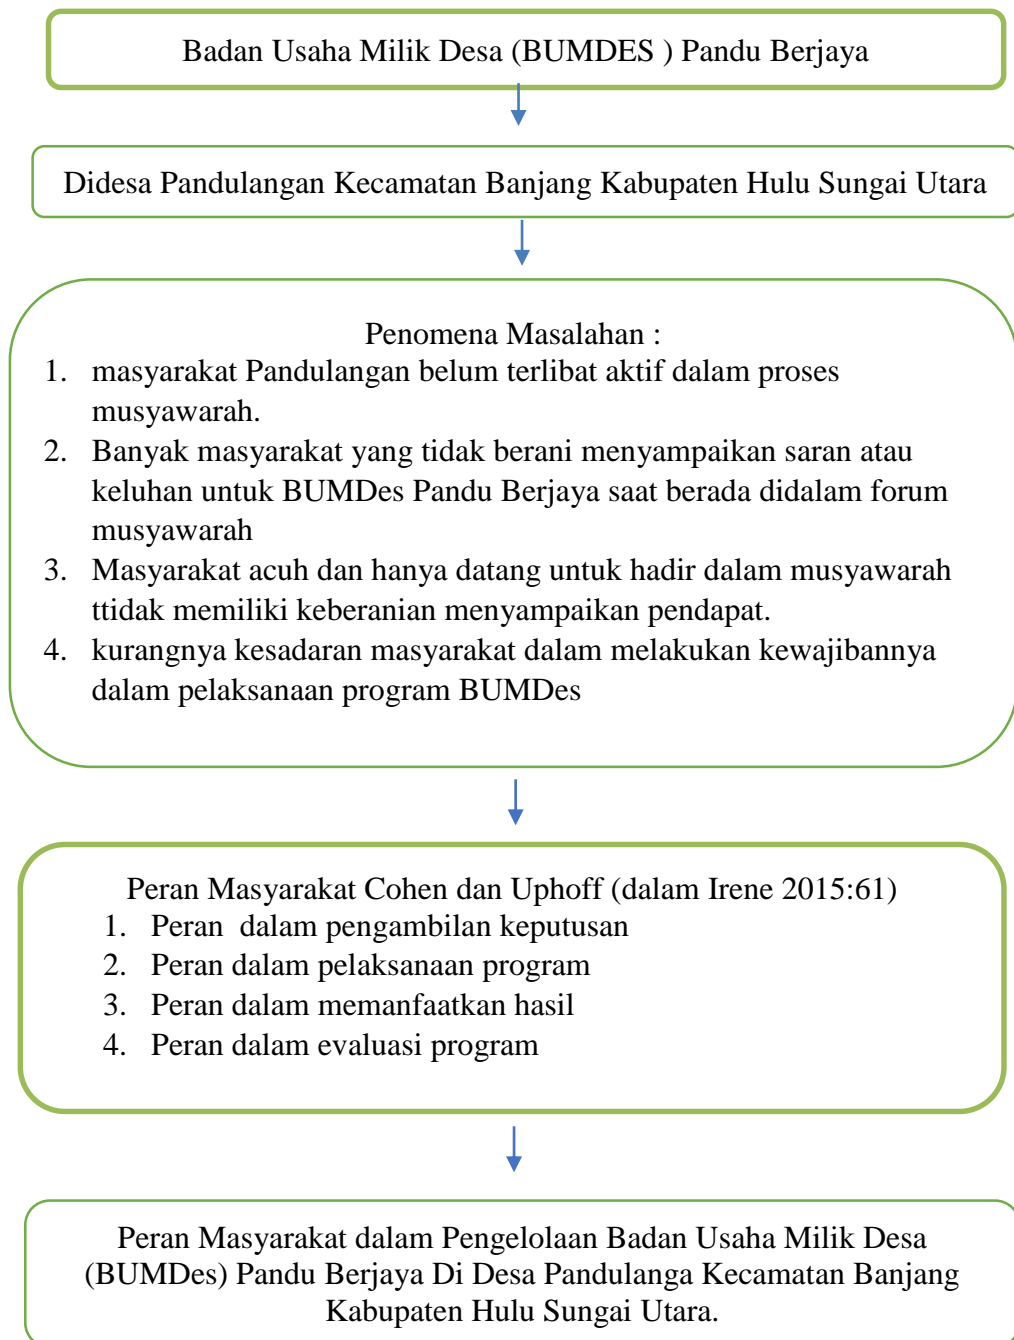 Badan Usaha Milik Desa (BUMDES ) Pandu Berjaya
Didesa Pandulangan Kecamatan Banjang Kabupaten Hulu Sungai Utara
Penomena Masalahan :
1. masyarakat Pandulangan belum terlibat aktif dalam proses
musyawarah.
2. Banyak masyarakat yang tidak berani menyampaikan saran atau
keluhan untuk BUMDes Pandu Berjaya saat berada didalam forum
musyawarah
3. Masyarakat acuh dan hanya datang untuk hadir dalam musyawarah
ttidak memiliki keberanian menyampaikan pendapat.
4. kurangnya kesadaran masyarakat dalam melakukan kewajibannya
dalam pelaksanaan program BUMDes
Peran Masyarakat Cohen dan Uphoff (dalam Irene 2015:61)
1. Peran dalam pengambilan keputusan
2. Peran dalam pelaksanaan program
3. Peran dalam memanfaatkan hasil
4. Peran dalam evaluasi program
Peran Masyarakat dalam Pengelolaan Badan Usaha Milik Desa
(BUMDes) Pandu Berjaya Di Desa Pandulanga Kecamatan Banjang
Kabupaten Hulu Sungai Utara.